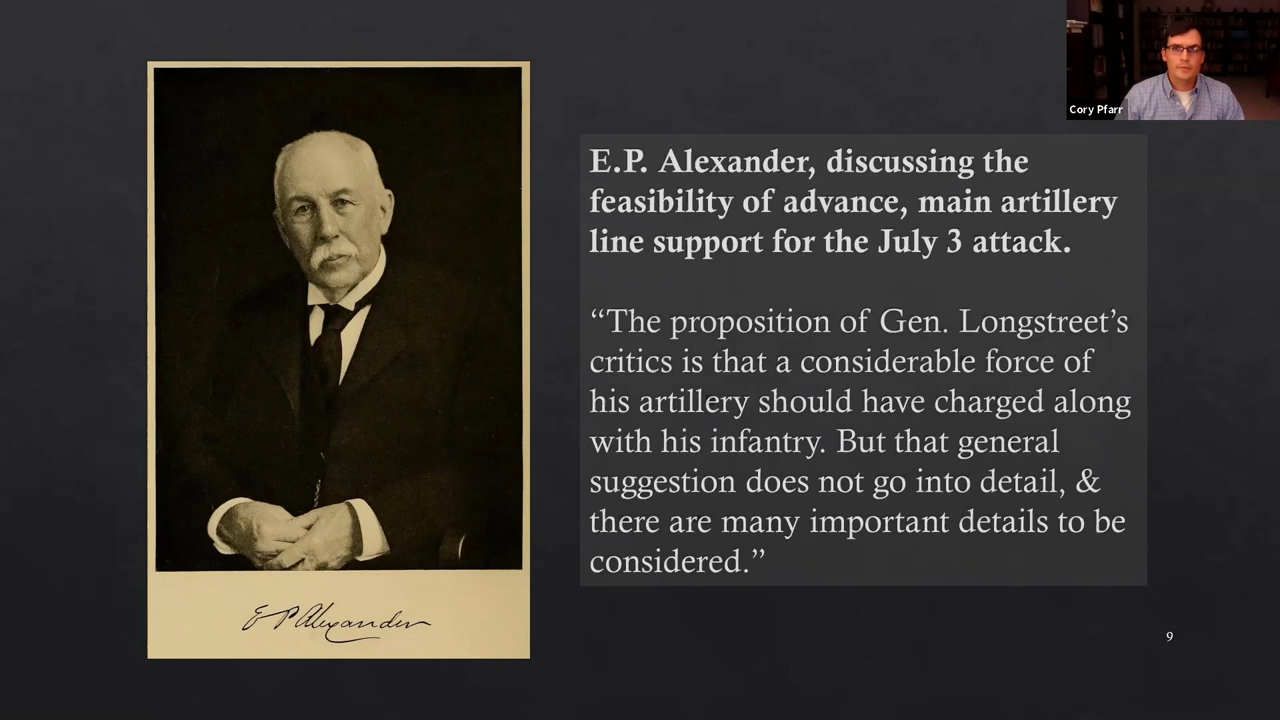 Cory Pfarr
E.P. Alexander, discussing the
feasibility of advance, main artillery
line support for the July 3 attack.
“The proposition of Gen. Longstreet’s
critics is that a considerable force of
his artillery should have charged along
with his infantry. But that general
suggestion does not go into detail, &
there are many important details to be
considered.”
E P Alexander
9